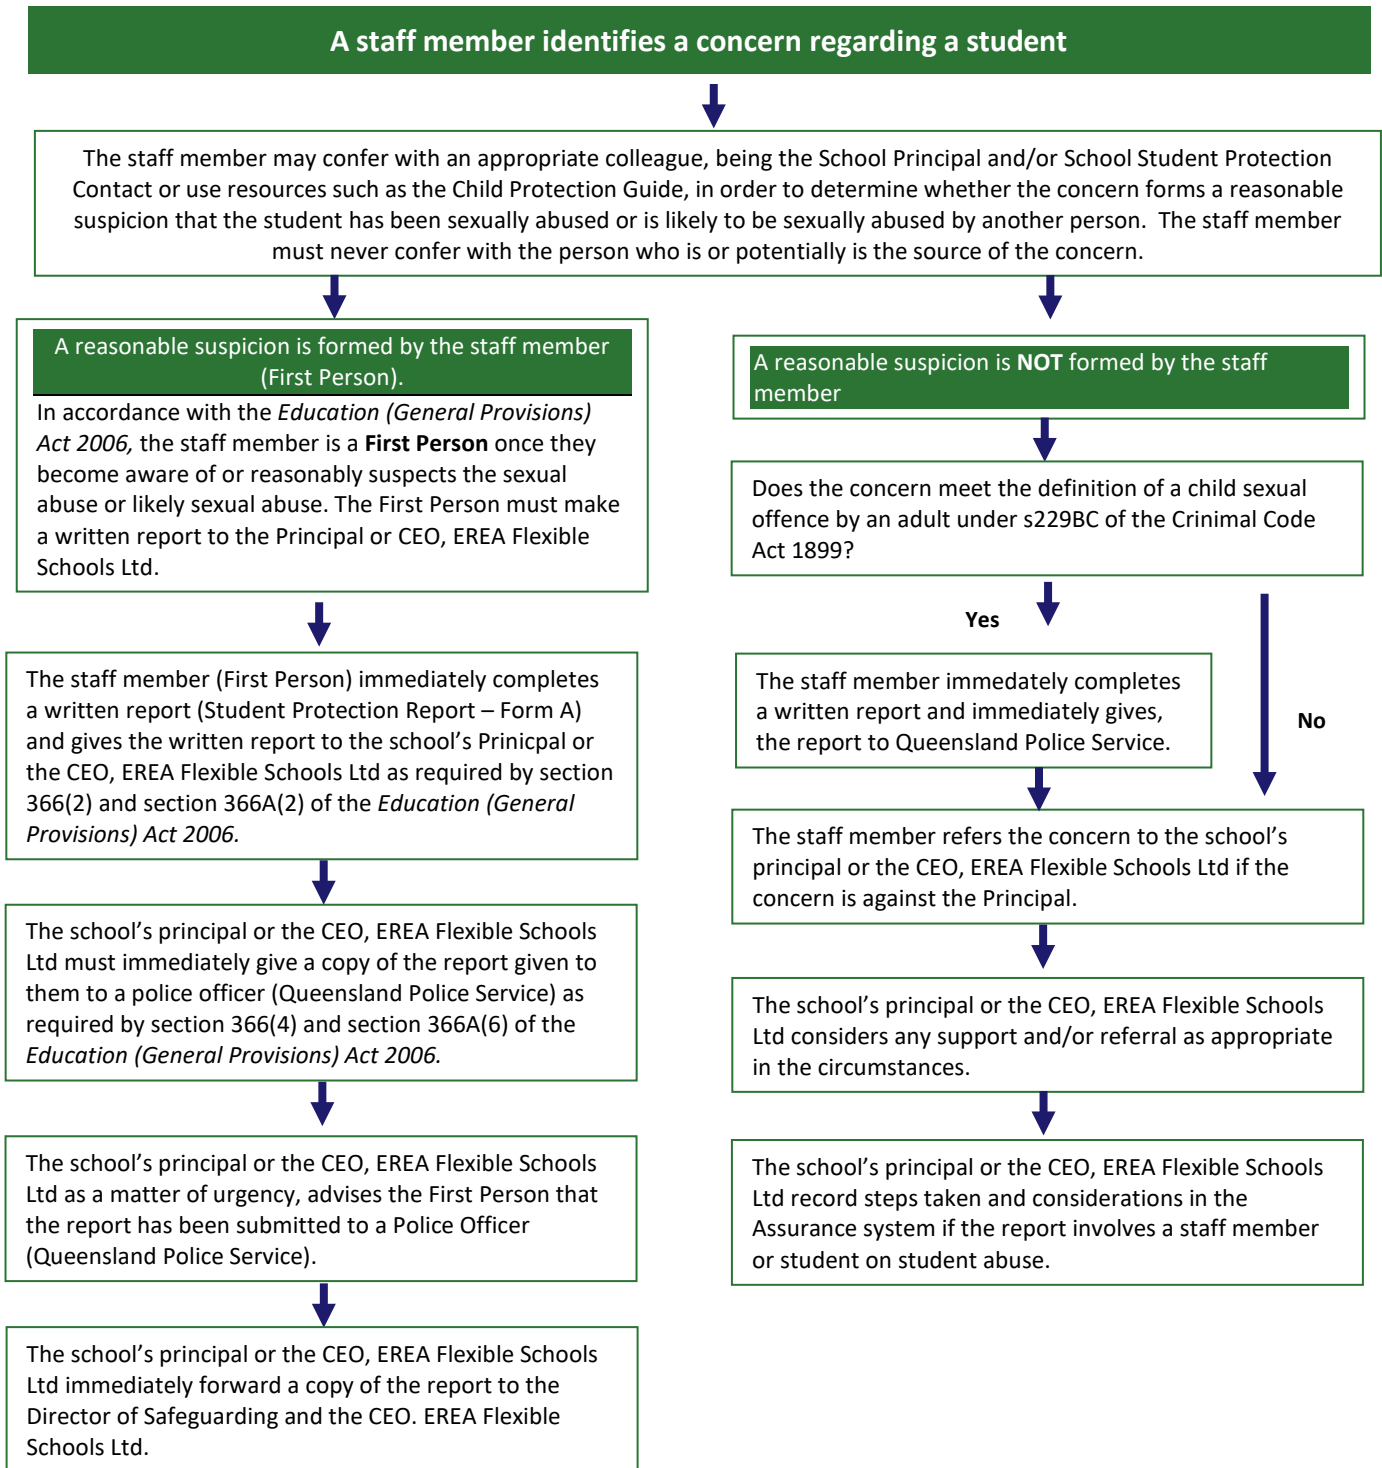 A staff member identifies a concern regarding a student
The staff member may confer with an appropriate colleague, being the School Principal and/or School Student Protection
Contact or use resources such as the Child Protection Guide, in order to determine whether the concern forms a reasonable
suspicion that the student has been sexually abused or is likely to be sexually abused by another person. The staff member
must never confer with the person who is or potentially is the source of the concern.
A reasonable suspicion is formed by the staff member
(First Person).
In accordance with the Education (General Provisions)
Act 2006, the staff member is a First Person once they
become aware of or reasonably suspects the sexual
abuse or likely sexual abuse. The First Person must make
a written report to the Principal or CEO, EREA Flexible
Schools Ltd.
The staff member (First Person) immediately completes
a written report (Student Protection Report – Form A)
and gives the written report to the school’s Prinicpal or
the CEO, EREA Flexible Schools Ltd as required by section
366(2) and section 366A(2) of the Education (General
Provisions) Act 2006.
The school’s principal or the CEO, EREA Flexible Schools
Ltd must immediately give a copy of the report given to
them to a police officer (Queensland Police Service) as
required by section 366(4) and section 366A(6) of the
Education (General Provisions) Act 2006.
The school’s principal or the CEO, EREA Flexible Schools
Ltd as a matter of urgency, advises the First Person that
the report has been submitted to a Police Officer
(Queensland Police Service).
The school’s principal or the CEO, EREA Flexible Schools
Ltd immediately forward a copy of the report to the
Director of Safeguarding and the CEO. EREA Flexible
Schools Ltd.
A reasonable suspicion is NOT formed by the staff
member
Does the concern meet the definition of a child sexual
offence by an adult under s229BC of the Crinimal Code
Act 1899?
Yes
No
The staff member immedately completes
a written report and immediately gives,
the report to Queensland Police Service.
The staff member refers the concern to the school’s
principal or the CEO, EREA Flexible Schools Ltd if the
concern is against the Principal.
The school’s principal or the CEO, EREA Flexible Schools
Ltd considers any support and/or referral as appropriate
in the circumstances.
The school’s principal or the CEO, EREA Flexible Schools
Ltd record steps taken and considerations in the
Assurance system if the report involves a staff member
or student on student abuse.